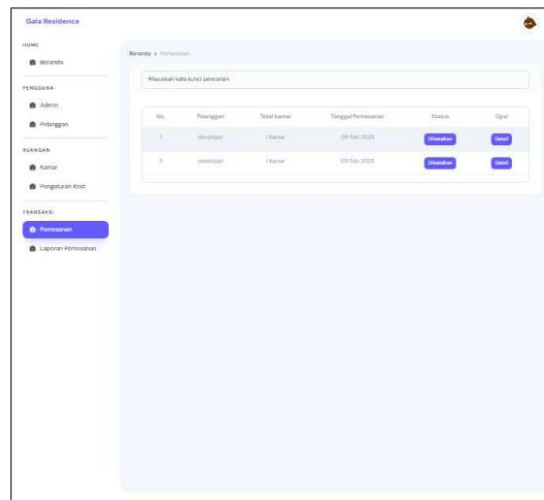 Gala Residence
HOME
Beranda
PENGGUNA
Admin
Pelanggan
RUANGAN
Kamar
Pengaturan Kost
TRANSAKSI
Pemesanan
Laporan Pemesanan
Beranda > Pemesanan
Masukkan kata kunci pencarian
No. Pelanggan Total kamar Tanggal Pemesanan Status Opsi
1 developer 1 Kamar 09 Feb 2025 Dibatalkan Detail
2 developer 1 Kamar 09 Feb 2025 Dibatalkan Detail